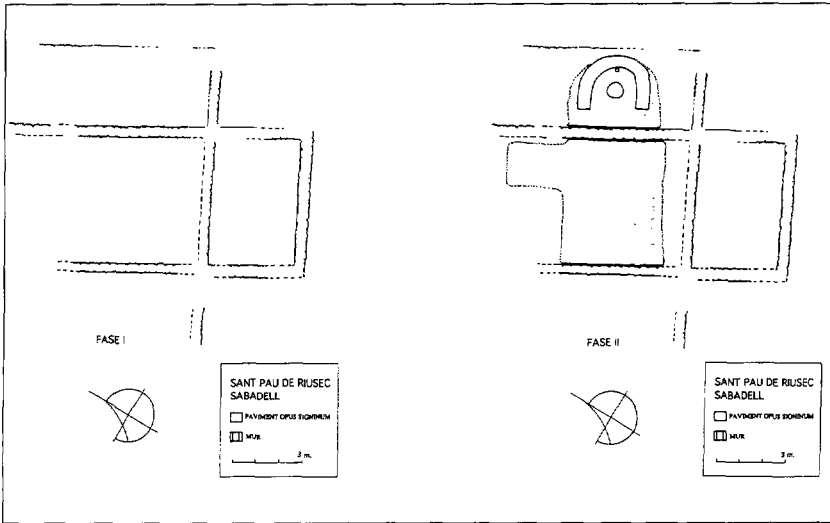 FASE I
SANT PAU DE RIUSEC
SABADELL
PAVIMENT OPUS SIGNINUM
MUR
3 m.
FASE II
SANT PAU DE RIUSEC
SABADELL
PAVIMENT OPUS SIGNINUM
MUR
3 m.